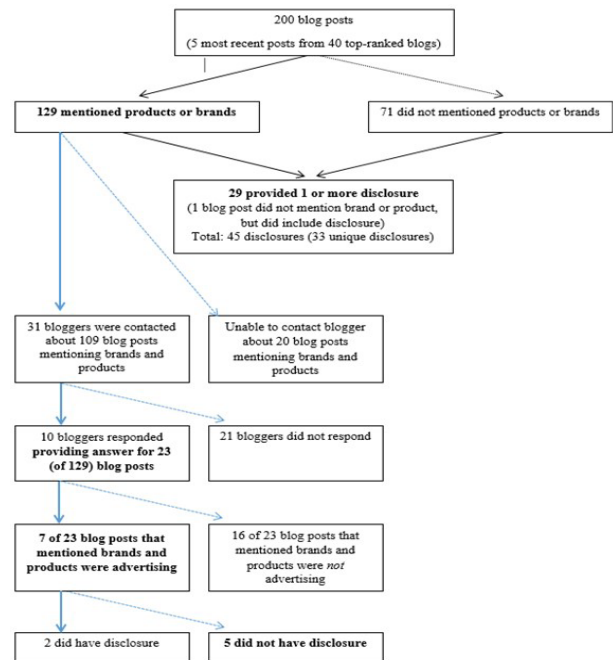 200 blog posts
(5 most recent posts from 40 top-ranked blogs)
129 mentioned products or brands
71 did not mentioned products or brands
29 provided 1 or more disclosure
(1 blog post did not mention brand or product,
but did include disclosure)
Total: 45 disclosures (33 unique disclosures)
31 bloggers were contacted
about 109 blog posts
mentioning brands and
products
Unable to contact blogger
about 20 blog posts
mentioning brands and
products
10 bloggers responded
providing answer for 23
(of 129) blog posts
21 bloggers did not respond
7 of 23 blog posts that
mentioned brands and
products were advertising
16 of 23 blog posts that
mentioned brands and
products were not
advertising
2 did have disclosure
5 did not have disclosure